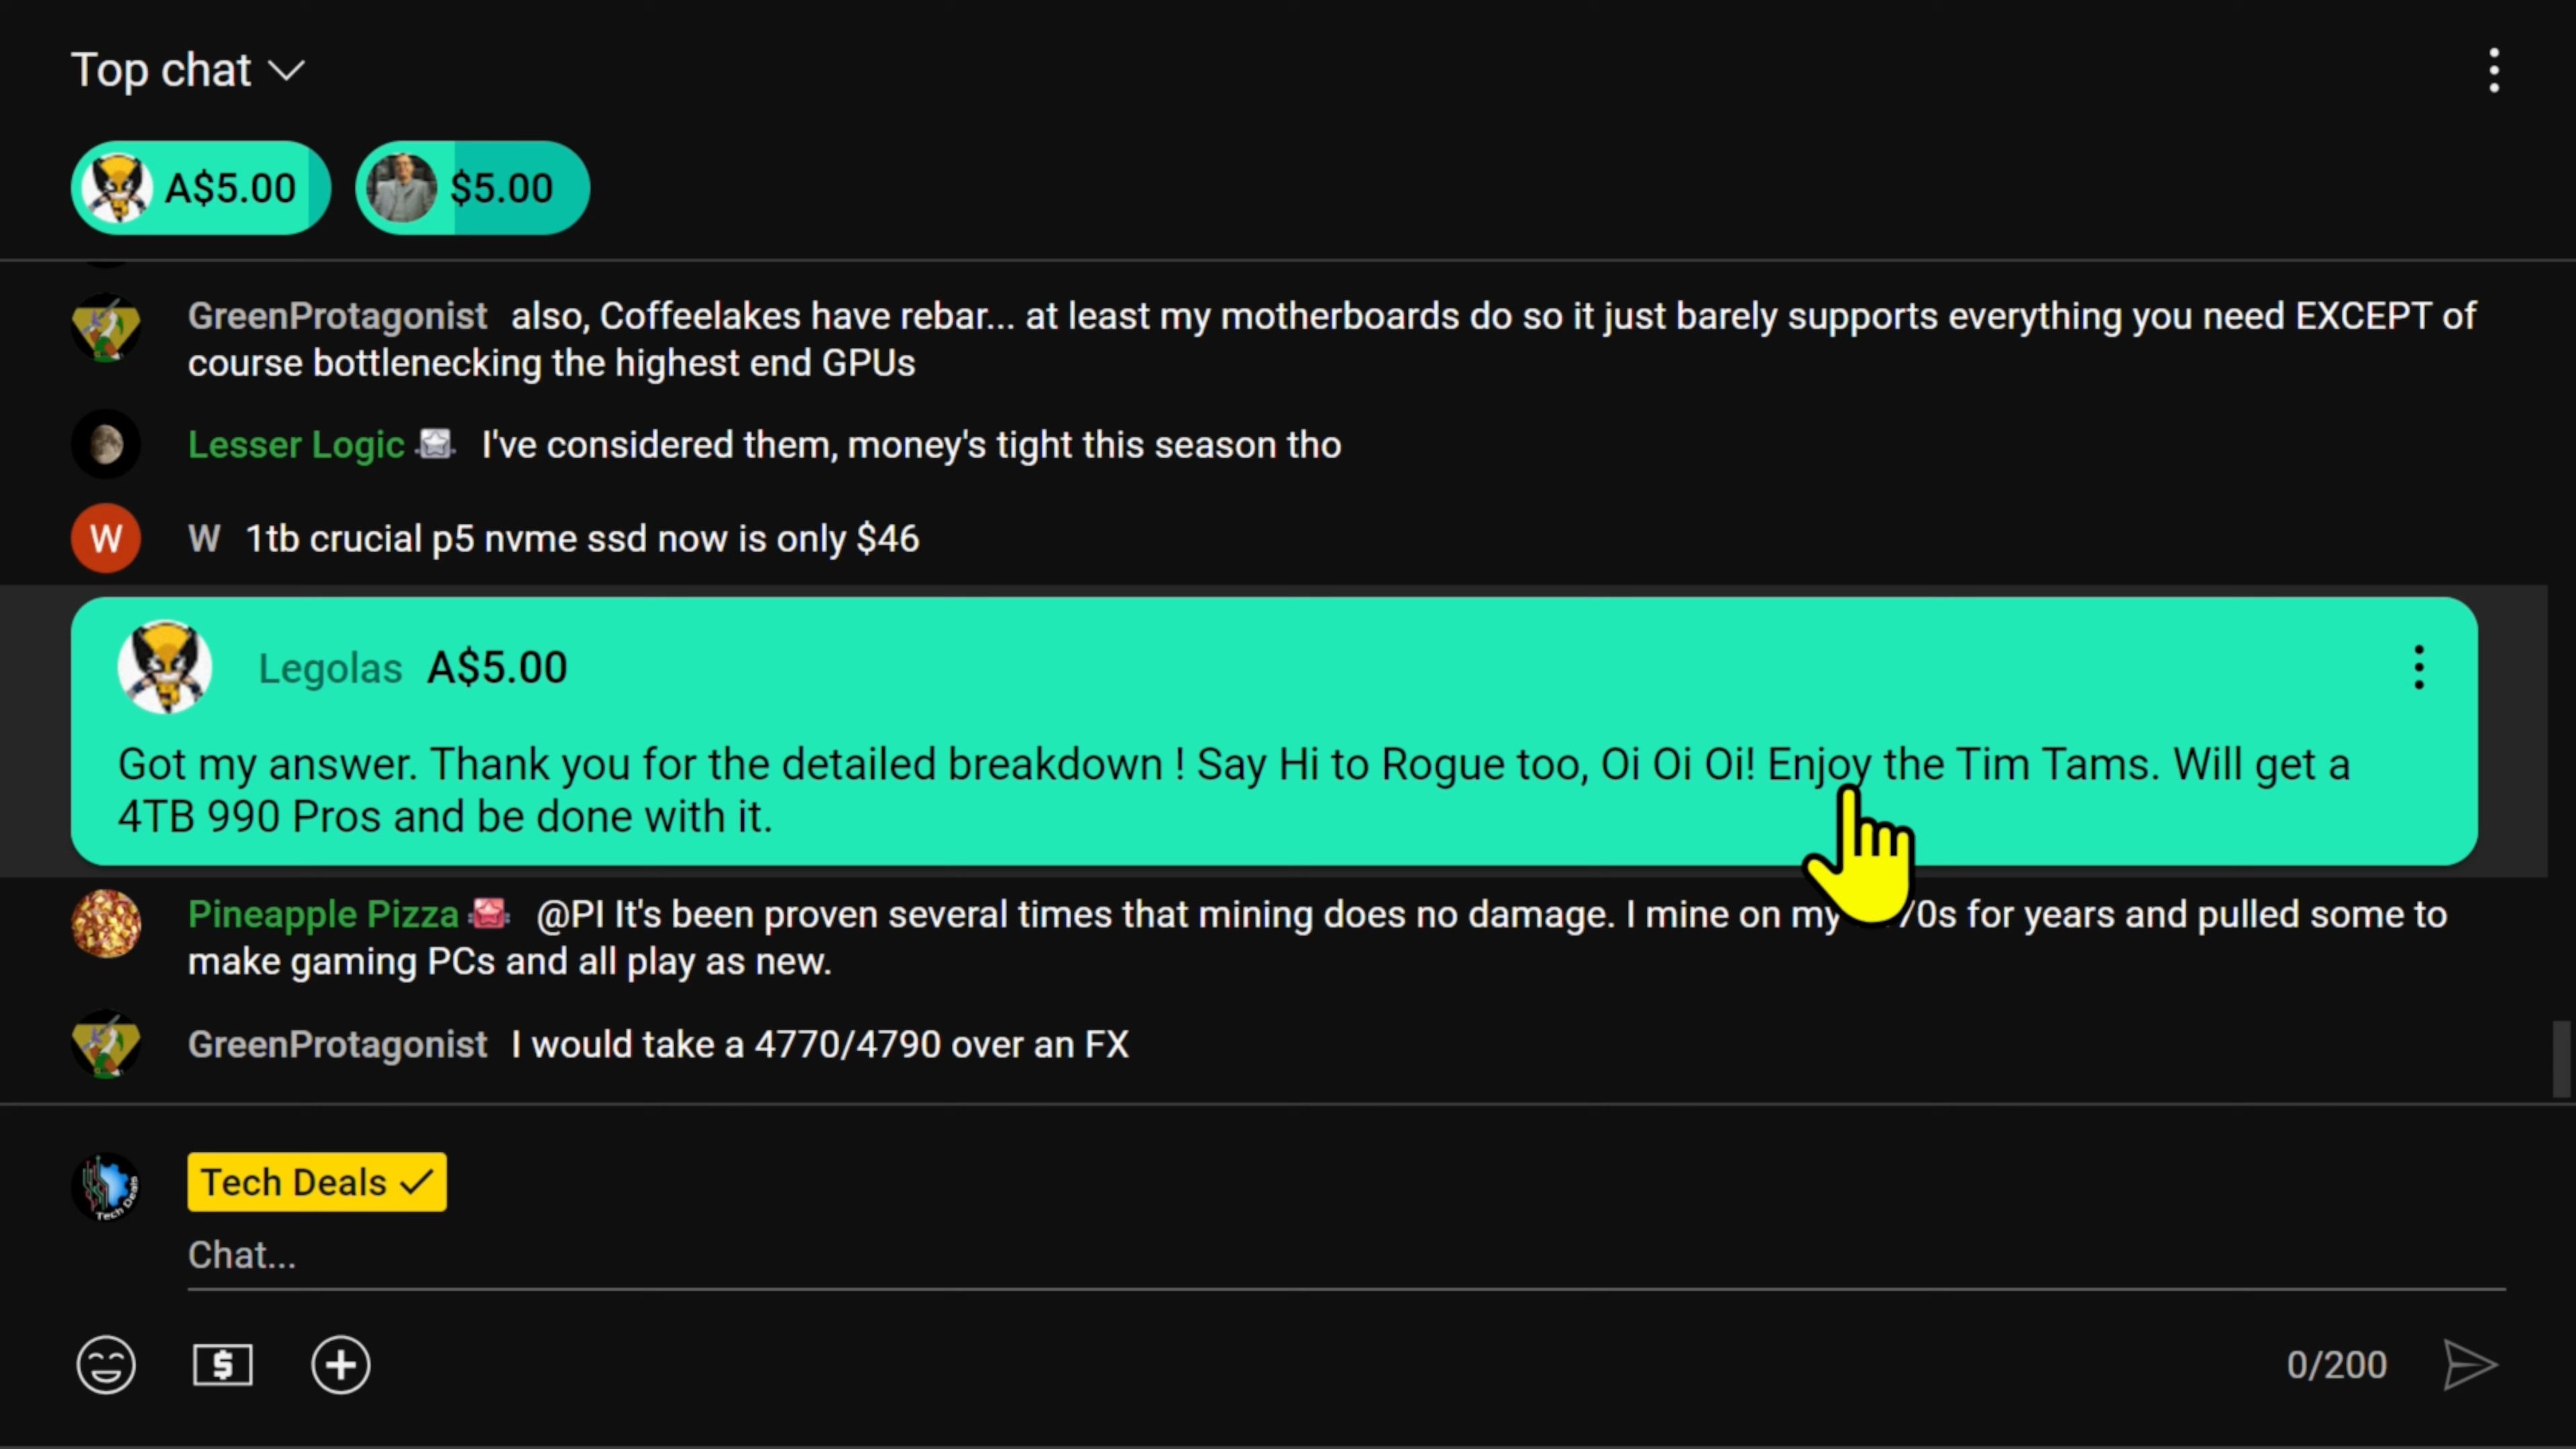 Top chat
A$5.00 $5.00
GreenProtagonist also, Coffeelakes have rebar... at least my motherboards do so it just barely supports everything you need EXCEPT of
course bottlenecking the highest end GPUs
Lesser Logic I've considered them, money's tight this season tho
W W 1tb crucial p5 nvme ssd now is only $46
Legolas A$5.00
Got my answer. Thank you for the detailed breakdown ! Say Hi to Rogue too, Oi Oi Oi! Enjoy the Tim Tams. Will get a
4TB 990 Pros and be done with it.
Pineapple Pizza @PI It's been proven several times that mining does no damage. I mine on my for years and pulled some to
make gaming PCs and all play as new.
GreenProtagonist I would take a 4770/4790 over an FX
Tech Deals
Tech Deals
Chat...
$ 0/200